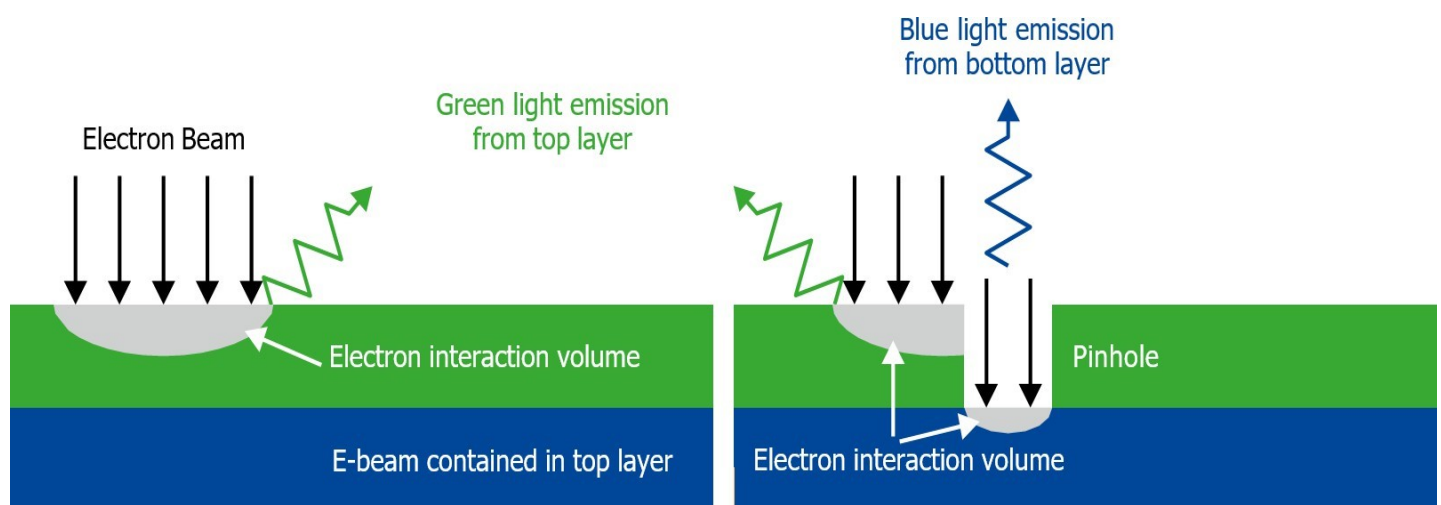 Electron Beam
Green light emission
from top layer
Electron interaction volume
E-beam contained in top layer
Blue light emission
from bottom layer
Pinhole
Electron interaction volume